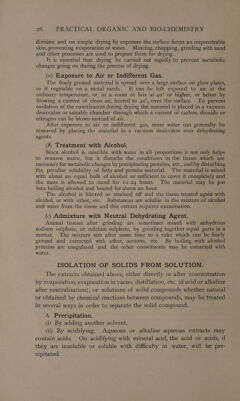 26 PRACTICAL ORGANIC AND BIO-CHEMISTRY
division and on simple drying by exposure the surface forms an impenetrable
skin, preventing evaporation of water. Mincing, chopping, grinding with sand
and other processes are used to prepare them for drying.
It is essential that drying be carried out rapidly to prevent metabolic
changes going on during the process of drying.
(a) Exposure to Air or Indifferent Gas.
The finely ground material is spread over a large surface on glass plates,
or if vegetable on a metal mesh. It can be left exposed to air at the
ordinary temperature, or in a room or box at 40°, or quicker, or better by
blowing a current of clean air, heated to 40°, over the surface. To prevent
oxidation of the constituents during drying the material is placed in a vacuum
desiccator or suitable chamber through which a current of carbon dioxide or
nitrogen can be blown instead of air.
After exposure to air or indifferent gas, more water can generally be
removed by placing the material in a vacuum desiccator over dehydrating
agents.
(b) Treatment with Alcohol.
Since alcohol is miscible with water in all proportions it not only helps
to remove water, but it disturbs the conditions in the tissue which are
necessary for metabolic changes by precipitating proteins, etc., and by disturbing
the peculiar solubility of fatty and protein material. The material is mixed
with about an equal bulk of alcohol or sufficient to cover it completely and
the mass is allowed to stand for 12-24 hours. The material may be put
into boiling alcohol and heated for about an hour.
The alcohol is filtered or strained off and the tissue treated again with
alcohol, or with ether, etc. Substances are soluble in the mixture of alcohol
and water from the tissue and this extract requires examination.
(c) Admixture with Neutral Dehydrating Agent.
Animal tissues after grinding are sometimes mixed with anhydrous
sodium sulphate, or calcium sulphate, by grinding together equal parts in a
mortar. The mixture sets after some time to a cake which can be finely
ground and extracted with ether, acetone, etc. By boiling with alcohol
proteins are coagulated and the other constituents may be extracted with
water.
ISOLATION OF SOLIDS FROM SOLUTION.
The extracts obtained above, either directly or after concentration
by evaporation, evaporation in vacuo, distillation, etc. (if acid or alkaline
after neutralisation), or solutions of solid compounds whether natural
or obtained by chemical reactions between compounds, may be treated
in several ways in order to separate the solid compound.
A. Precipitation.
(i) By adding another solvent.
(ii) By acidifying. Aqueous or alkaline aqueous extracts may
contain acids. On acidifying with mineral acid, the acid or acids, if
they are insoluble or soluble with difficulty in water, will be pre-
cipitated.